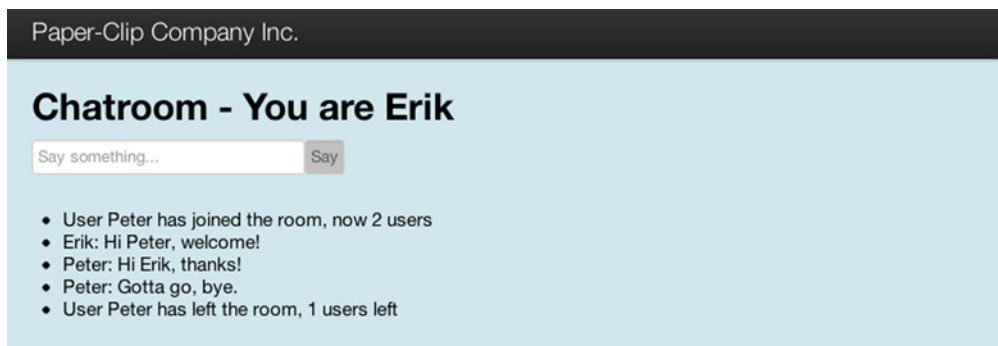 Paper-Clip Company Inc.
Chatroom - You are Erik
Say something... Say
• User Peter has joined the room, now 2 users
• Erik: Hi Peter, welcome!
• Peter: Hi Erik, thanks!
• Peter: Gotta go, bye.
• User Peter has left the room, 1 users left